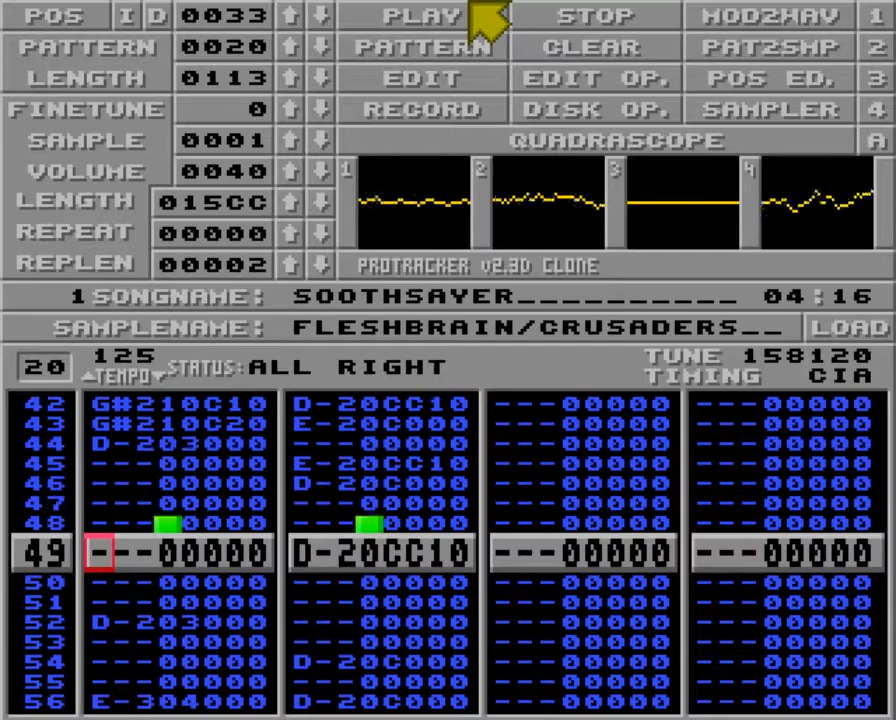 POS I D 0033 PLAY STOP MOD2WAV 1
PATTERN 0020 PATTERN CLEAR PAT2SMP 2
LENGTH 0113 EDIT EDIT OP. POS ED. 3
FINETUNE 0 RECORD DISK OP. SAMPLER 4
SAMPLE 0001 QUADRASCOPE A
VOLUME 0040 1 2 3 4
LENGTH 015CC
REPEAT 00000
REPLEN 00002 PROTRACKER V2.3D CLONE
1 SONGNAME: SOOTHSAYER__________ 04:16
SAMPLENAME: FLESHBRAIN/CRUSADERS__ LOAD
20 125 TEMPO STATUS: ALL RIGHT TUNE 158120
TIMING CIA
42 G#210C10 D-20CC10 ---00000 ---00000
43 G#210C20 E-20C000 ---00000 ---00000
44 D-203000 ---00000 ---00000 ---00000
45 ---00000 E-20CC10 ---00000 ---00000
46 ---00000 D-20C000 ---00000 ---00000
47 ---00000 ---00000 ---00000 ---00000
48 --- 0000 --- 0000 ---00000 ---00000
49 ---00000 D-20CC10 ---00000 ---00000
50 ---00000 ---00000 ---00000 ---00000
51 ---00000 ---00000 ---00000 ---00000
52 D-203000 ---00000 ---00000 ---00000
53 ---00000 ---00000 ---00000 ---00000
54 ---00000 D-20C000 ---00000 ---00000
55 ---00000 ---00000 ---00000 ---00000
56 E-304000 D-20C000 ---00000 ---00000